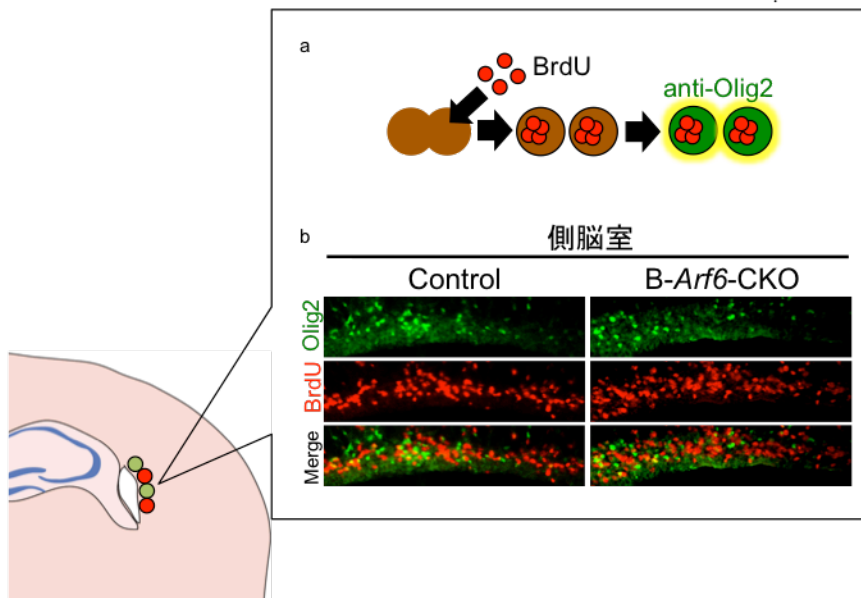 a
BrdU
anti-Olig2
b
側脳室
Control B-Arf6-CKO
Olig2
BrdU
Merge